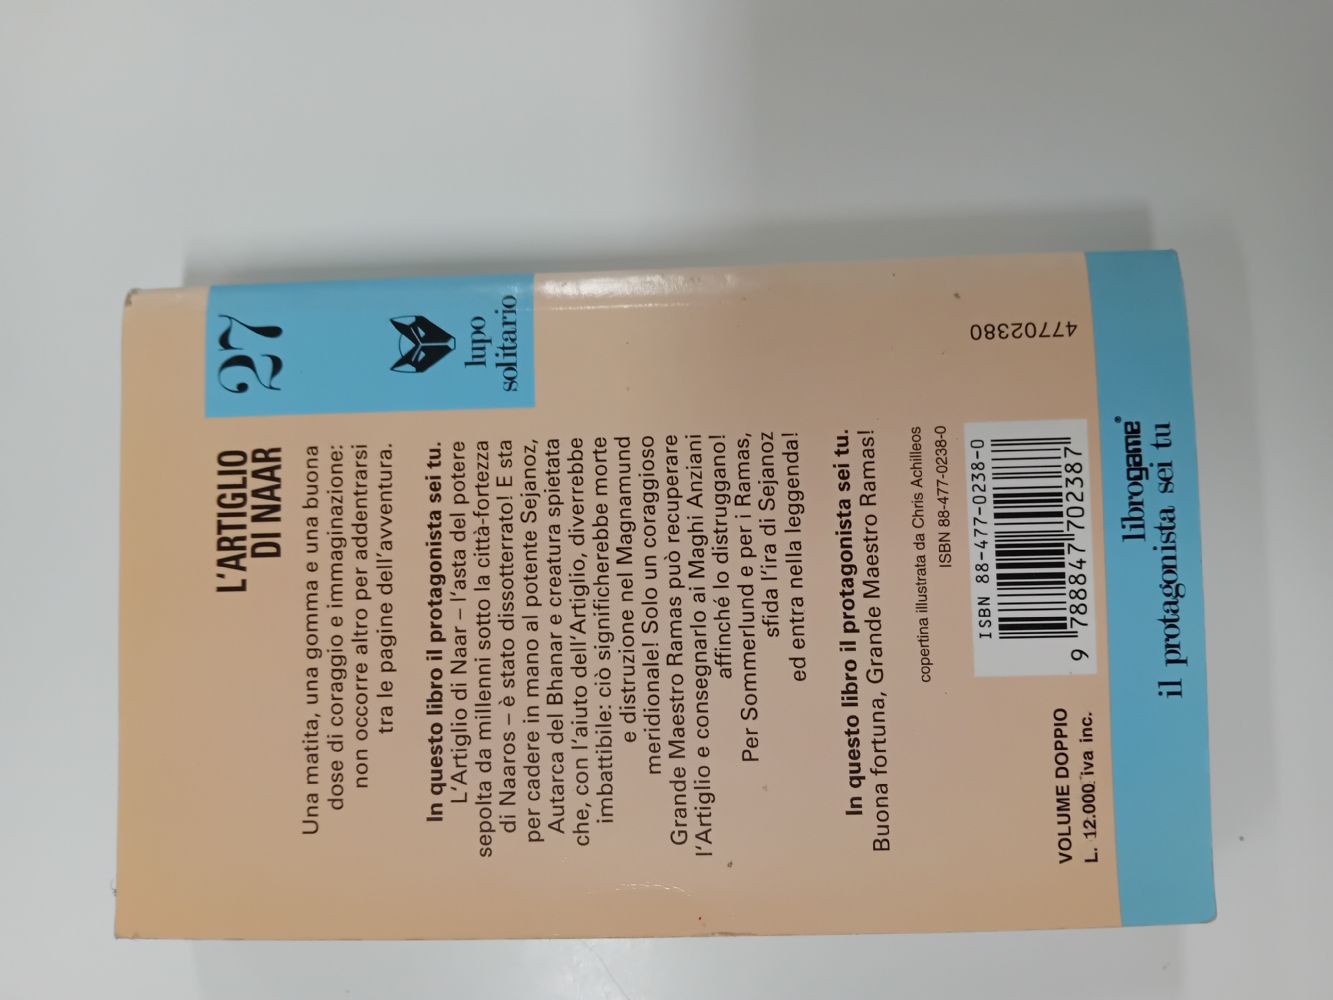 27
lupo
solitario
L'ARTIGLIO
DI NAAR
Una matita, una gomma e una buona
dose di coraggio e immaginazione:
non occorre altro per addentrarsi
tra le pagine dell'avventura.
In questo libro il protagonista sei tu.
L'Artiglio di Naar – l'asta del potere
sepolta da millenni sotto la città-fortezza
di Naaros – è stato dissotterrato! E sta
per cadere in mano al potente Sejanoz,
Autarca del Bhanar e creatura spietata
che, con l'aiuto dell'Artiglio, diverrebbe
imbattibile: ciò significherebbe morte
e distruzione nel Magnamund
meridionale! Solo un coraggioso
Grande Maestro Ramas può recuperare
l'Artiglio e consegnarlo ai Maghi Anziani
affinché lo distruggano!
Per Sommerlund e per i Ramas,
sfida l'ira di Sejanoz
ed entra nella leggenda!
In questo libro il protagonista sei tu.
Buona fortuna, Grande Maestro Ramas!
copertina illustrata da Chris Achilleos
ISBN 88-477-0238-0
47702380
ISBN 88-477-0238-0
9 788847 702387
VOLUME DOPPIO
L. 12.000 iva inc.
librogame®
il protagonista sei tu